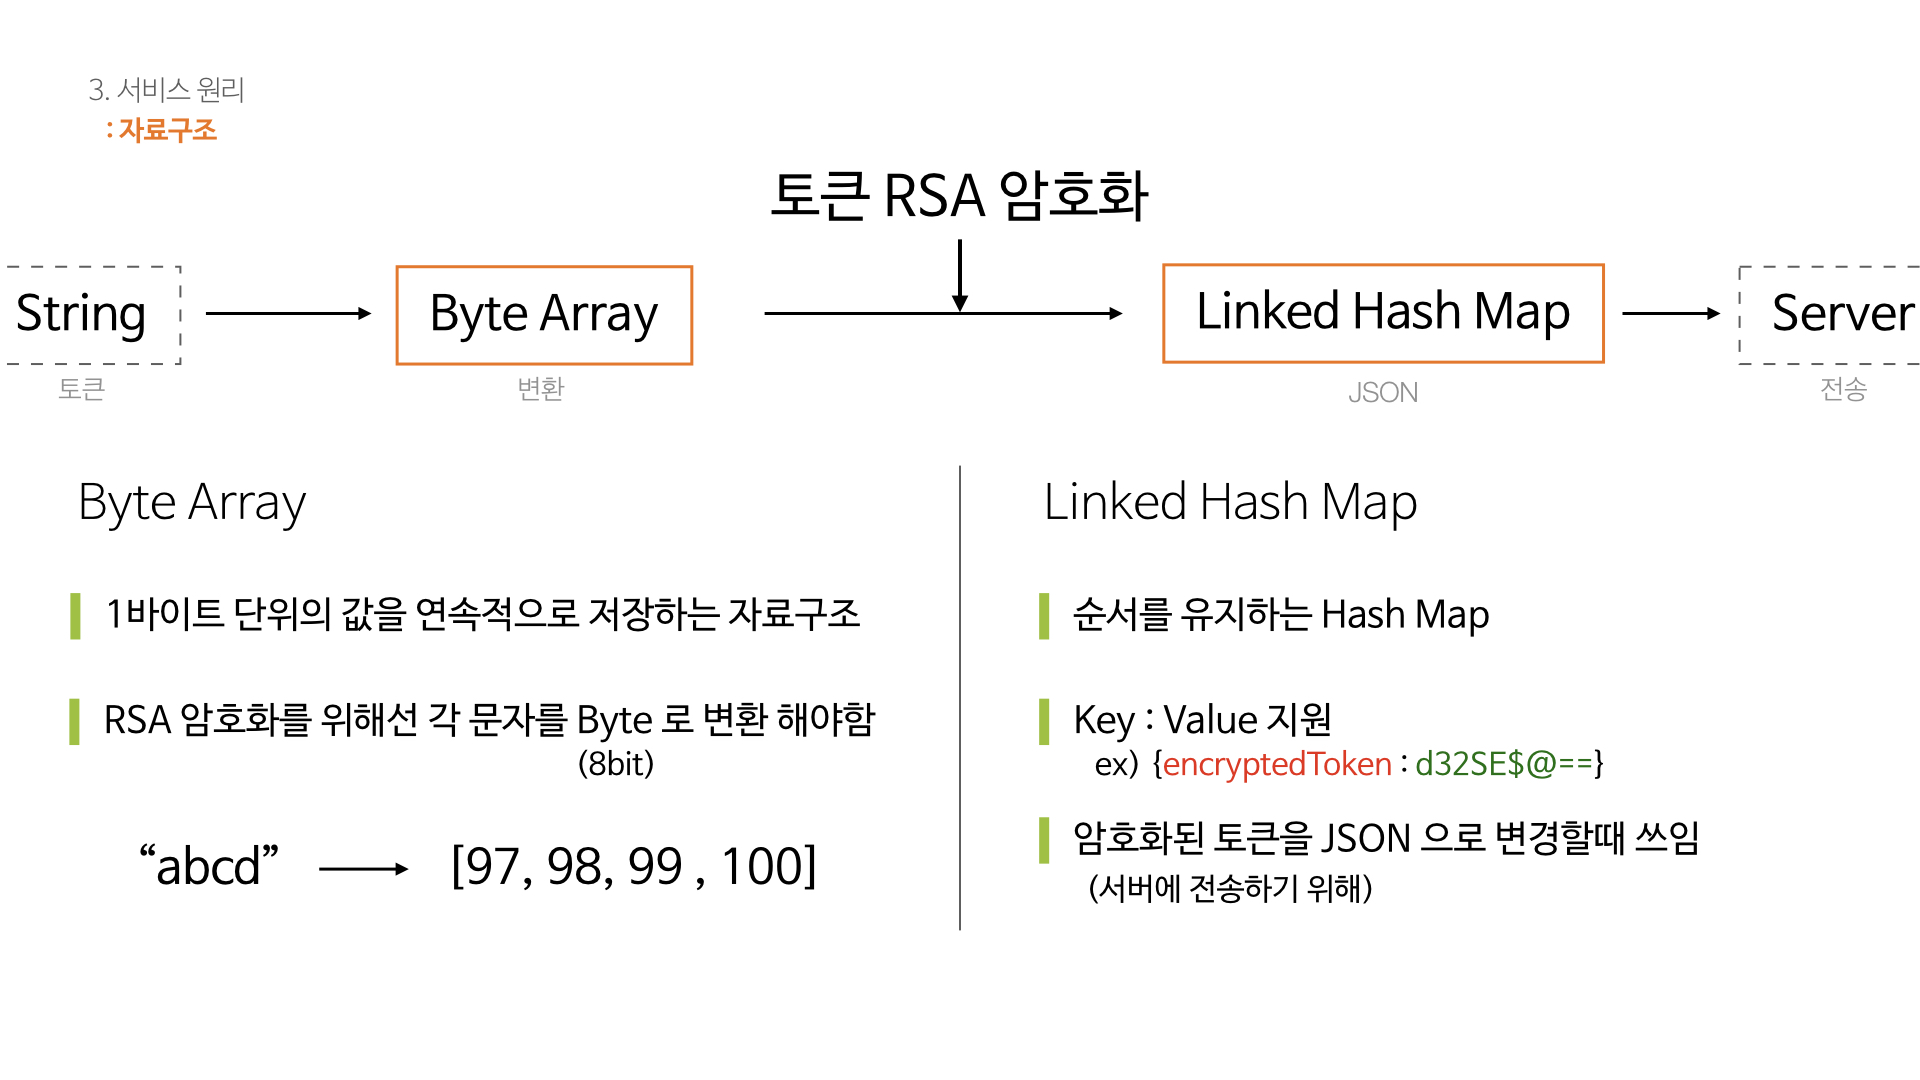 3. 서비스 원리
: 자료구조
토큰 RSA 암호화
String
Byte Array
Linked Hash Map
Server
토큰
변환
JSON
전송
Byte Array
1바이트 단위의 값을 연속적으로 저장하는 자료구조
RSA 암호화를 위해선 각 문자를 Byte 로 변환 해야함
(8bit)
“abcd”
[97, 98, 99 , 100]
Linked Hash Map
순서를 유지하는 Hash Map
Key : Value 지원
ex) {encryptedToken : d32SE$@==}
암호화된 토큰을 JSON 으로 변경할때 쓰임
(서버에 전송하기 위해)